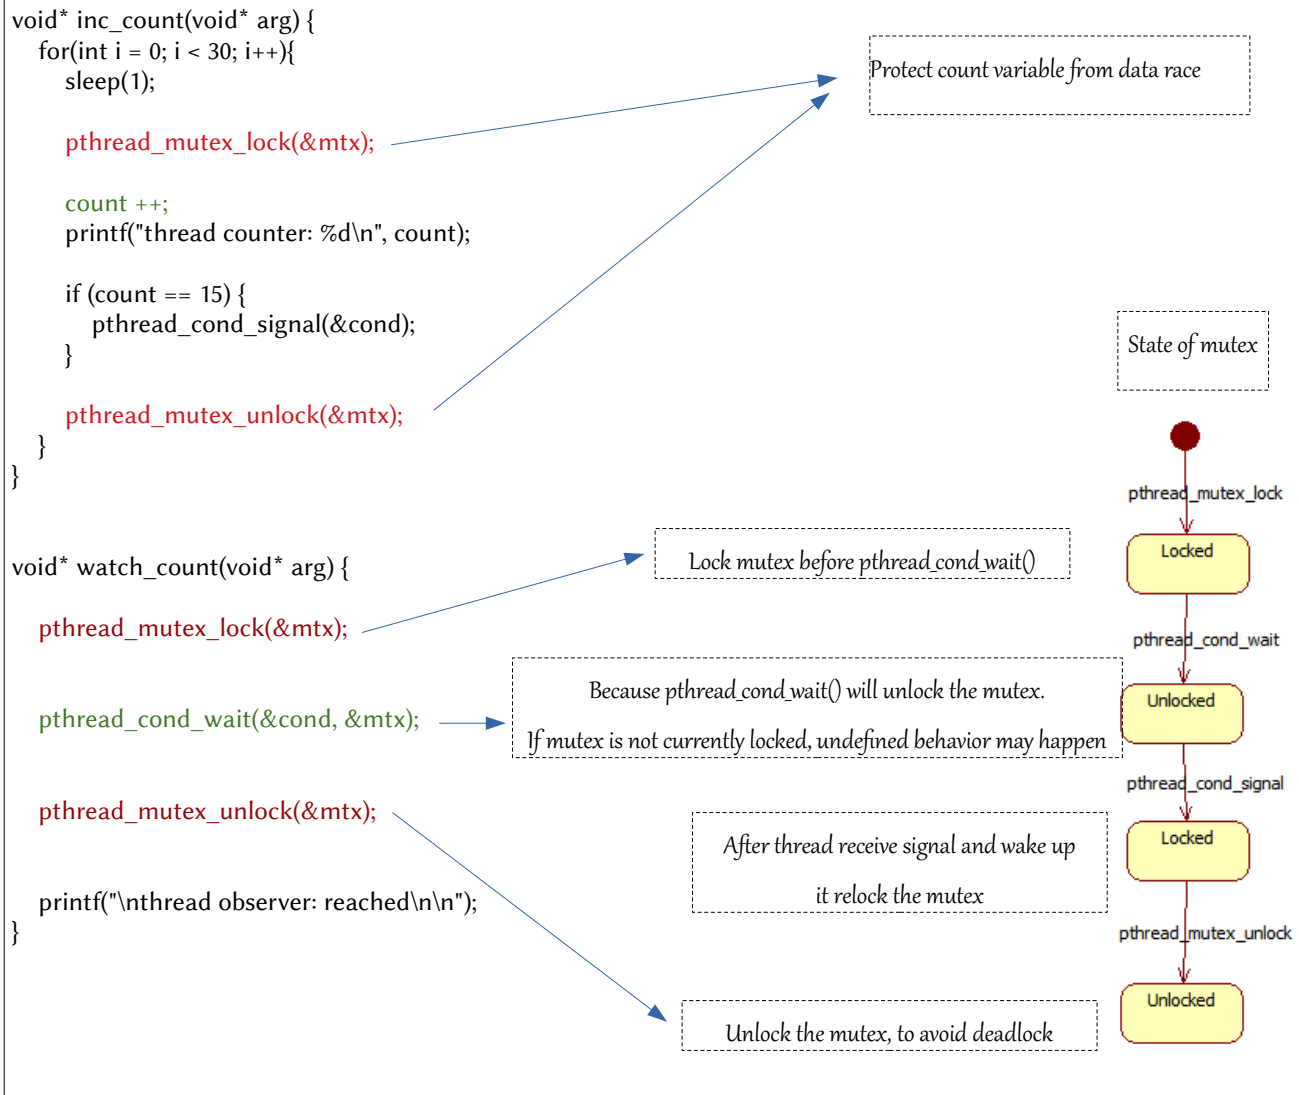 void* inc_count(void* arg) {
for(int i = 0; i < 30; i++){
sleep(1);
pthread_mutex_lock(&mtx);
count ++;
printf("thread counter: %d\n", count);
if (count == 15) {
pthread_cond_signal(&cond);
}
pthread_mutex_unlock(&mtx);
}
}
void* watch_count(void* arg) {
pthread_mutex_lock(&mtx);
pthread_cond_wait(&cond, &mtx);
pthread_mutex_unlock(&mtx);
printf("\nthread observer: reached\n\n");
}
Protect count variable from data race
Lock mutex before pthread_cond_wait()
Because pthread_cond_wait() will unlock the mutex.
If mutex is not currently locked, undefined behavior may happen
After thread receive signal and wake up
it relock the mutex
Unlock the mutex, to avoid deadlock
State of mutex
pthread_mutex_lock
Locked
pthread_cond_wait
Unlocked
pthread_cond_signal
Locked
pthread_mutex_unlock
Unlocked